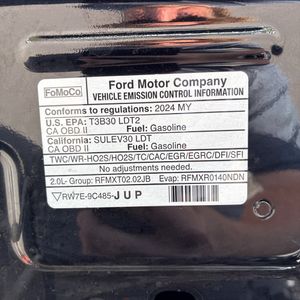 FoMoCo
Ford Motor Company
VEHICLE EMISSION CONTROL INFORMATION
Conforms to regulations: 2024 MY
U.S. EPA: T3B30 LDT2
CA OBD II Fuel: Gasoline
California: SULEV30 LDT
CA OBD II Fuel: Gasoline
TWC/WR-HO2S/HO2S/TC/CAC/EGR/EGRC/DFI/SFI
No adjustments needed.
2.0L- Group: RFMXT02.02JB Evap: RFMXR0140NDN
RW7E-9C485-JUP